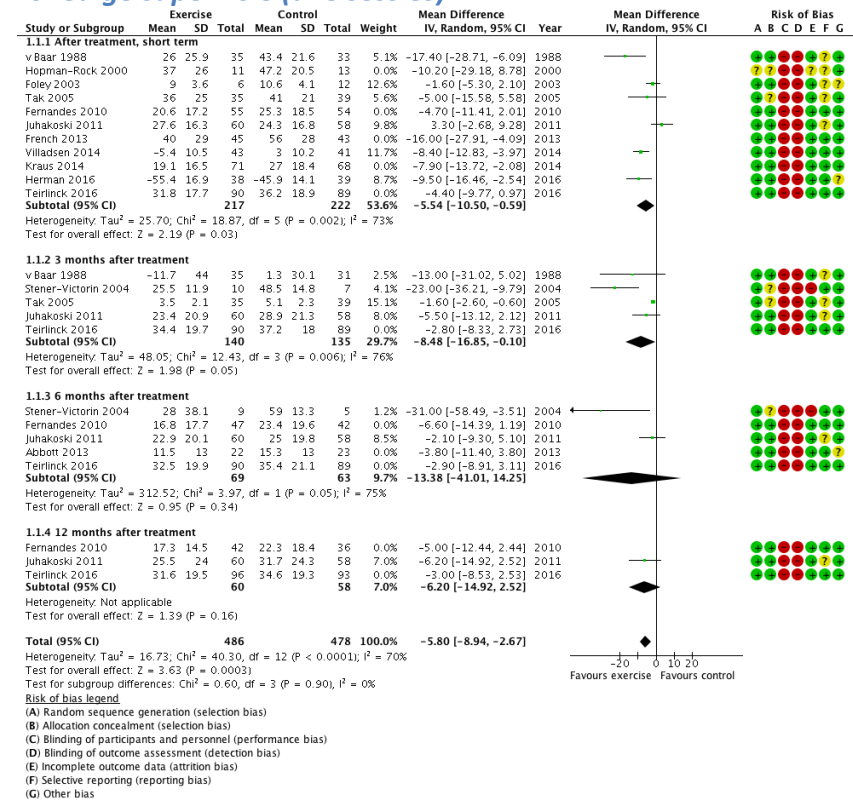 Exercise Control Mean Difference Mean Difference Risk of Bias
Study or Subgroup Mean SD Total Mean SD Total Weight IV, Random, 95% CI Year IV, Random, 95% CI A B C D E F G
1.1.1 After treatment, short term
v Baar 1988 26 25.9 35 43.4 21.6 33 5.1% -17.40 [-28.71, -6.09] 1988
Hopman-Rock 2000 37 26 11 47.2 20.5 13 0.0% -10.20 [-29.18, 8.78] 2000
Foley 2003 9 3.6 6 10.6 4.1 12 12.6% -1.60 [-5.30, 2.10] 2003
Tak 2005 36 25 35 41 21 39 5.5% -5.00 [-15.58, 5.58] 2005
Fernandes 2010 20.6 17.2 55 25.3 18.5 54 0.0% -4.70 [-11.41, 2.01] 2010
Juhakoski 2011 27.6 16.3 60 24.3 16.8 58 9.8% 3.30 [-2.68, 9.28] 2011
French 2013 40 29 45 56 28 43 0.0% -16.00 [-27.91, -4.09] 2013
Villadsen 2014 -5.4 10.5 43 3 10.2 41 11.7% -8.40 [-12.83, -3.97] 2014
Kraus 2014 19.1 16.5 71 27 18.4 68 0.0% -7.90 [-13.72, -2.08] 2014
Herman 2016 -55.4 16.9 38 -45.9 14.1 39 8.9% -9.50 [-16.46, -2.54] 2016
Teirlinck 2016 31.8 17.7 90 36.2 18.9 89 0.0% -4.40 [-9.77, 0.97] 2016
Subtotal (95% CI) 217 222 53.6% -5.54 [-10.50, -0.59]
Heterogeneity: Tau² = 25.70; Chi² = 18.87, df = 5 (P = 0.002); I² = 73%
Test for overall effect: Z = 2.19 (P = 0.03)
1.1.2 3 months after treatment
v Baar 1988 -11.7 44 35 1.3 30.1 31 2.5% -13.00 [-31.02, 5.02] 1988
Stener-Victorin 2004 25.5 11.9 10 48.5 14.8 7 4.1% -23.00 [-36.21, -9.79] 2004
Tak 2005 3.5 2.1 35 5.1 2.3 39 15.1% -1.60 [-2.60, -0.60] 2005
Juhakoski 2011 23.4 20.9 60 28.9 21.3 58 8.0% -5.50 [-13.12, 2.12] 2011
Teirlinck 2016 34.4 19.7 90 37.2 18 89 0.0% -2.80 [-8.33, 2.73] 2016
Subtotal (95% CI) 140 135 29.7% -8.48 [-16.85, -0.10]
Heterogeneity: Tau² = 48.05; Chi² = 12.43, df = 3 (P = 0.006); I² = 76%
Test for overall effect: Z = 1.98 (P = 0.05)
1.1.3 6 months after treatment
Stener-Victorin 2004 28 38.1 9 59 13.3 5 1.2% -31.00 [-58.49, -3.51] 2004
Fernandes 2010 16.8 17.7 47 23.4 19.6 42 0.0% -6.60 [-14.39, 1.19] 2010
Juhakoski 2011 22.9 20.1 60 25 19.8 58 8.5% -2.10 [-9.30, 5.10] 2011
Abbott 2013 11.5 13 22 15.3 13 23 0.0% -3.80 [-11.40, 3.80] 2013
Teirlinck 2016 32.5 19.9 90 35.4 21.1 89 0.0% -2.90 [-8.91, 3.11] 2016
Subtotal (95% CI) 69 63 9.7% -13.38 [-41.01, 14.25]
Heterogeneity: Tau² = 312.52; Chi² = 3.97, df = 1 (P = 0.05); I² = 75%
Test for overall effect: Z = 0.95 (P = 0.34)
1.1.4 12 months after treatment
Fernandes 2010 17.3 14.5 42 22.3 18.4 36 0.0% -5.00 [-12.44, 2.44] 2010
Juhakoski 2011 25.5 24 60 31.7 24.3 58 7.0% -6.20 [-14.92, 2.52] 2011
Teirlinck 2016 31.6 19.5 96 34.6 19.3 93 0.0% -3.00 [-8.53, 2.53] 2016
Subtotal (95% CI) 60 58 7.0% -6.20 [-14.92, 2.52]
Heterogeneity: Not applicable
Test for overall effect: Z = 1.39 (P = 0.16)
Total (95% CI) 486 478 100.0% -5.80 [-8.94, -2.67]
Heterogeneity: Tau² = 16.73; Chi² = 40.30, df = 12 (P < 0.0001); I² = 70%
Test for overall effect: Z = 3.63 (P = 0.0003)
Test for subgroup differences: Chi² = 0.60, df = 3 (P = 0.90), I² = 0%
-20 0 10 20
Favours exercise Favours control
Risk of bias legend
(A) Random sequence generation (selection bias)
(B) Allocation concealment (selection bias)
(C) Blinding of participants and personnel (performance bias)
(D) Blinding of outcome assessment (detection bias)
(E) Incomplete outcome data (attrition bias)
(F) Selective reporting (reporting bias)
(G) Other bias